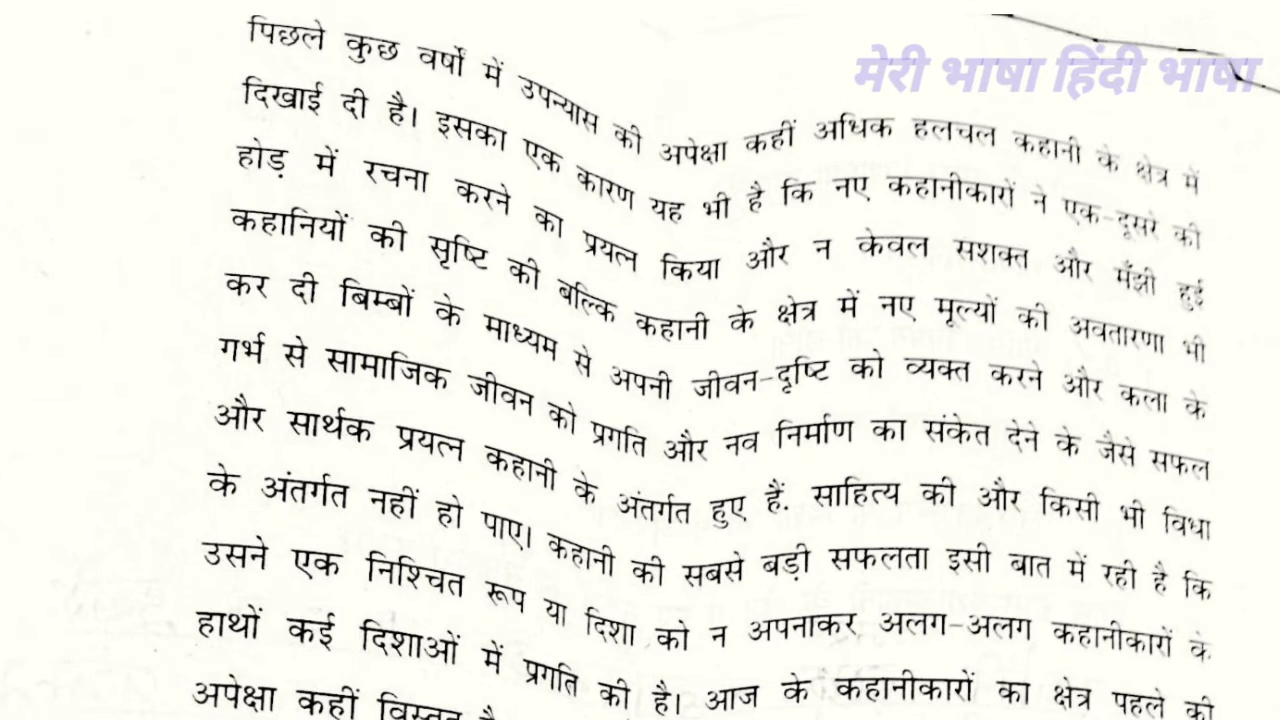 मेरी भाषा हिंदी भाषा
पिछले कुछ वर्षों में उपन्यास की अपेक्षा कहीं अधिक हलचल कहानी के क्षेत्र में
दिखाई दी है। इसका एक कारण यह भी है कि नए कहानीकारों ने एक-दूसरे की
होड़ में रचना करने का प्रयत्न किया और न केवल सशक्त और मँझी हुई
कहानियों की सृष्टि की बल्कि कहानी के क्षेत्र में नए मूल्यों की अवतारणा भी
कर दी बिम्बों के माध्यम से अपनी जीवन-दृष्टि को व्यक्त करने और कला के
गर्भ से सामाजिक जीवन को प्रगति और नव निर्माण का संकेत देने के जैसे सफल
और सार्थक प्रयत्न कहानी के अंतर्गत हुए हैं. साहित्य की और किसी भी विधा
के अंतर्गत नहीं हो पाए। कहानी की सबसे बड़ी सफलता इसी बात में रही है कि
उसने एक निश्चित रूप या दिशा को न अपनाकर अलग-अलग कहानीकारों के
हाथों कई दिशाओं में प्रगति की है। आज के कहानीकारों का क्षेत्र पहले की
अपेक्षा कहीं